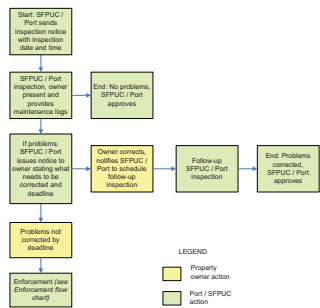 Start: SFPUC /
Port sends
inspection notice
with inspection
date and time
SFPUC / Port
inspection, owner
present and
provides
maintenance logs
End: No problems,
SFPUC / Port
approves
If problems:
SFPUC / Port
issues notice to
owner stating what
needs to be
corrected and
deadline
Owner corrects,
notifies SFPUC /
Port to schedule
follow-up
inspection
Follow-up
SFPUC / Port
inspection
End: Problems
corrected,
SFPUC / Port
approves
Problems not
corrected by
deadline
Enforcement (see
Enforcement flow
chart)
LEGEND
Property
owner action
Port / SFPUC
action